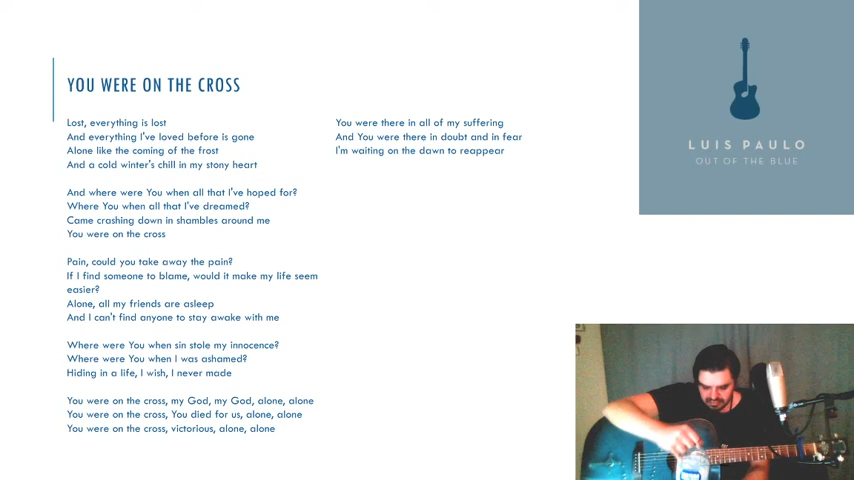 YOU WERE ON THE CROSS
Lost, everything is lost
And everything I've loved before is gone
Alone like the coming of the frost
And a cold winter's chill in my stony heart
And where were You when all that I've hoped for?
Where You when all that I've dreamed?
Came crashing down in shambles around me
You were on the cross
Pain, could you take away the pain?
If I find someone to blame, would it make my life seem
easier?
Alone, all my friends are asleep
And I can't find anyone to stay awake with me
Where were You when sin stole my innocence?
Where were You when I was ashamed?
Hiding in a life, I wish, I never made
You were on the cross, my God, my God, alone, alone
You were on the cross, You died for us, alone, alone
You were on the cross, victorious, alone, alone
You were there in all of my suffering
And You were there in doubt and in fear
I'm waiting on the dawn to reappear
LUIS PAULO
OUT OF THE BLUE